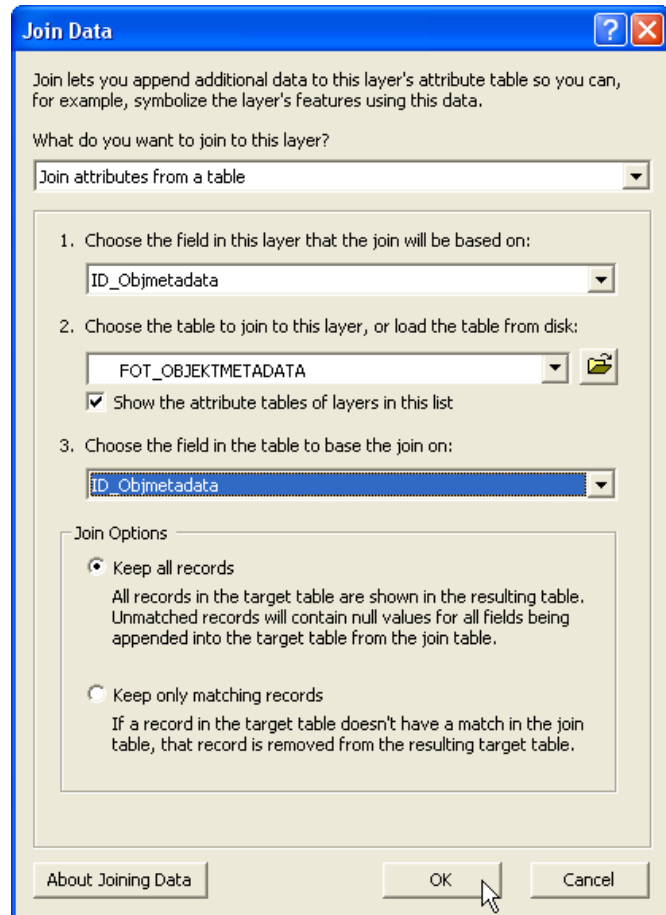 Join Data
Join lets you append additional data to this layer's attribute table so you can,
for example, symbolize the layer's features using this data.
What do you want to join to this layer?
Join attributes from a table
1. Choose the field in this layer that the join will be based on:
ID_Objmetadata
2. Choose the table to join to this layer, or load the table from disk:
FOT_OBJEKTMETADATA
Show the attribute tables of layers in this list
3. Choose the field in the table to base the join on:
ID_Objmetadata
Join Options
Keep all records
All records in the target table are shown in the resulting table.
Unmatched records will contain null values for all fields being
appended into the target table from the join table.
Keep only matching records
If a record in the target table doesn't have a match in the join
table, that record is removed from the resulting target table.
About Joining Data
OK
Cancel